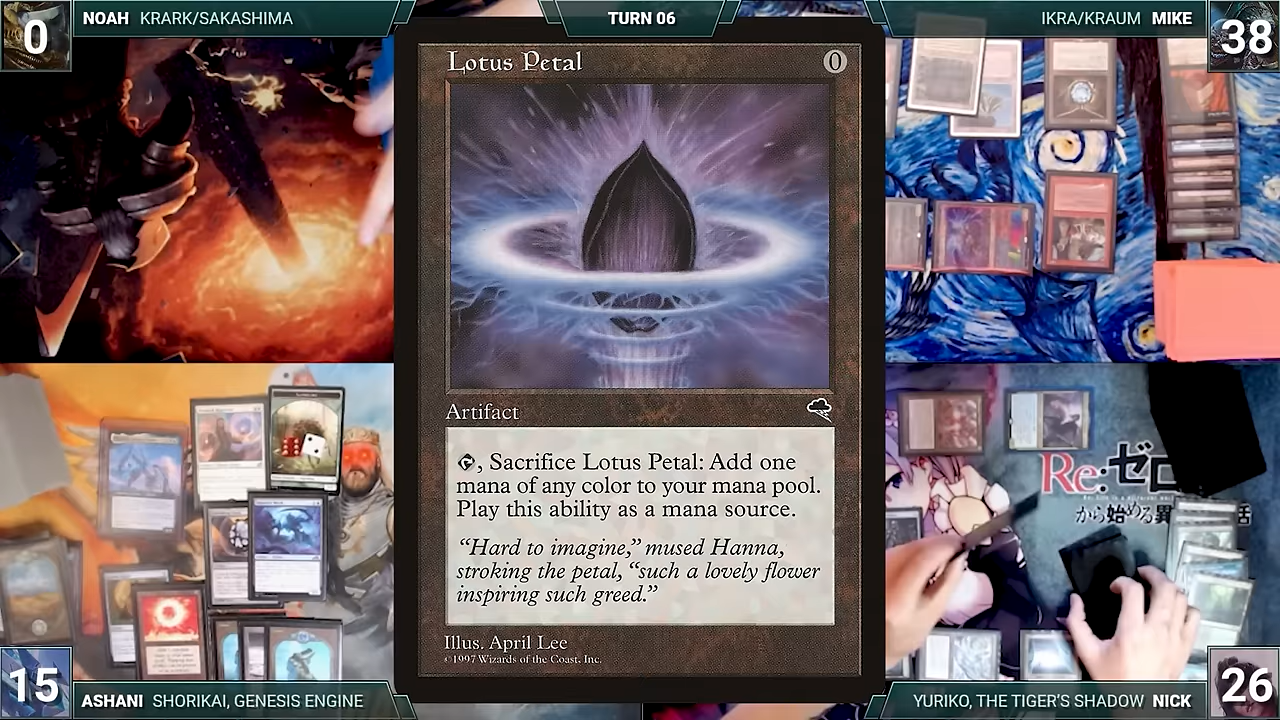 0
NOAH KRARK/SAKASHIMA
TURN 06
IKRA/KRAUM MIKE
38
Lotus Petal
0
Artifact
, Sacrifice Lotus Petal: Add one
mana of any color to your mana pool.
Play this ability as a mana source.
“Hard to imagine,” mused Hanna,
stroking the petal, “such a lovely flower
inspiring such greed.”
Illus. April Lee
©1997 Wizards of the Coast, Inc.
Re:ゼロ
から始める異
活
15
ASHANI SHORIKAI, GENESIS ENGINE
YURIKO, THE TIGER'S SHADOW NICK
26